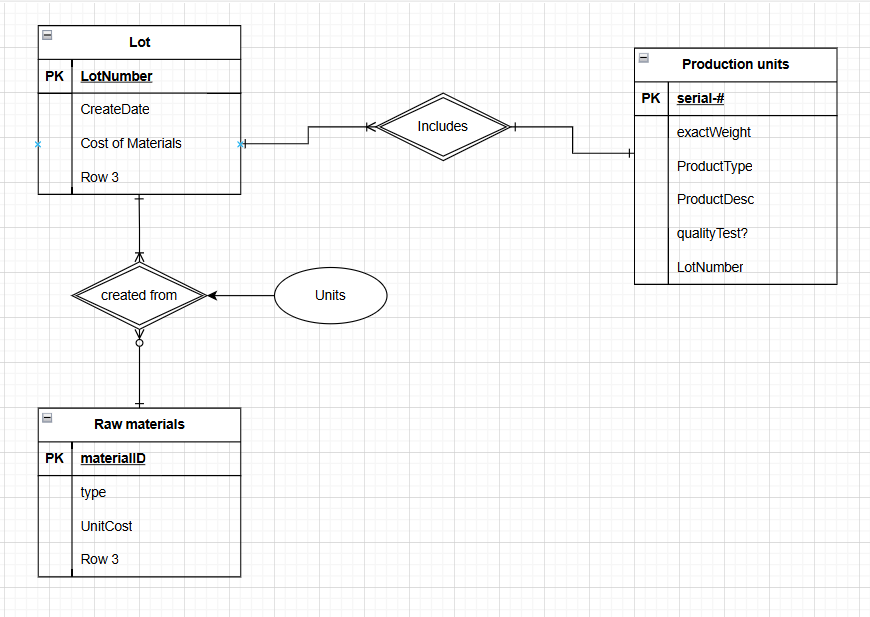 Lot
PK LotNumber
CreateDate
Cost of Materials
Row 3
Includes
Production units
PK serial-#
exactWeight
ProductType
ProductDesc
qualityTest?
LotNumber
created from
Units
Raw materials
PK materialID
type
UnitCost
Row 3